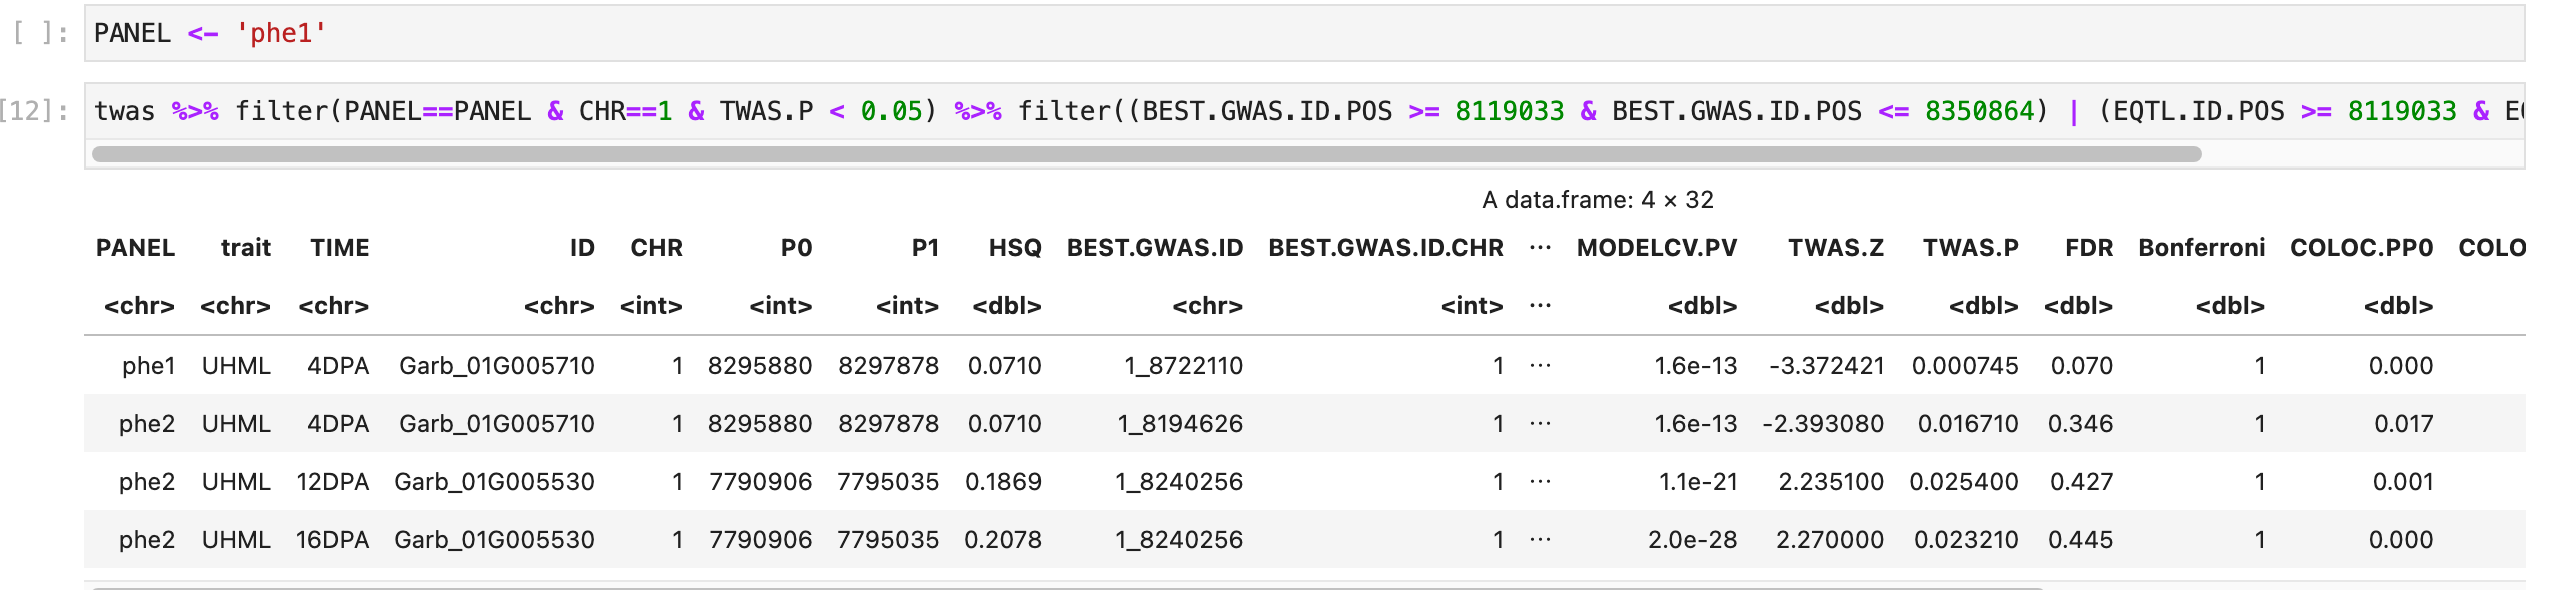 [ ]: PANEL <- 'phe1'
[12]: twas %>% filter(PANEL==PANEL & CHR==1 & TWAS.P < 0.05) %>% filter((BEST.GWAS.ID.POS >= 8119033 & BEST.GWAS.ID.POS <= 8350864) | (EQTL.ID.POS >= 8119033 &
A data.frame: 4 × 32
PANEL trait TIME ID CHR P0 P1 HSQ BEST.GWAS.ID BEST.GWAS.ID.CHR ⋯ MODELCV.PV TWAS.Z TWAS.P FDR Bonferroni COLOC.PP0 COLO
<chr> <chr> <chr> <chr> <int> <int> <int> <dbl> <chr> <int> ⋯ <dbl> <dbl> <dbl> <dbl> <dbl> <dbl>
phe1 UHML 4DPA Garb_01G005710 1 8295880 8297878 0.0710 1_8722110 1 ⋯ 1.6e-13 -3.372421 0.000745 0.070 1 0.000
phe2 UHML 4DPA Garb_01G005710 1 8295880 8297878 0.0710 1_8194626 1 ⋯ 1.6e-13 -2.393080 0.016710 0.346 1 0.017
phe2 UHML 12DPA Garb_01G005530 1 7790906 7795035 0.1869 1_8240256 1 ⋯ 1.1e-21 2.235100 0.025400 0.427 1 0.001
phe2 UHML 16DPA Garb_01G005530 1 7790906 7795035 0.2078 1_8240256 1 ⋯ 2.0e-28 2.270000 0.023210 0.445 1 0.000